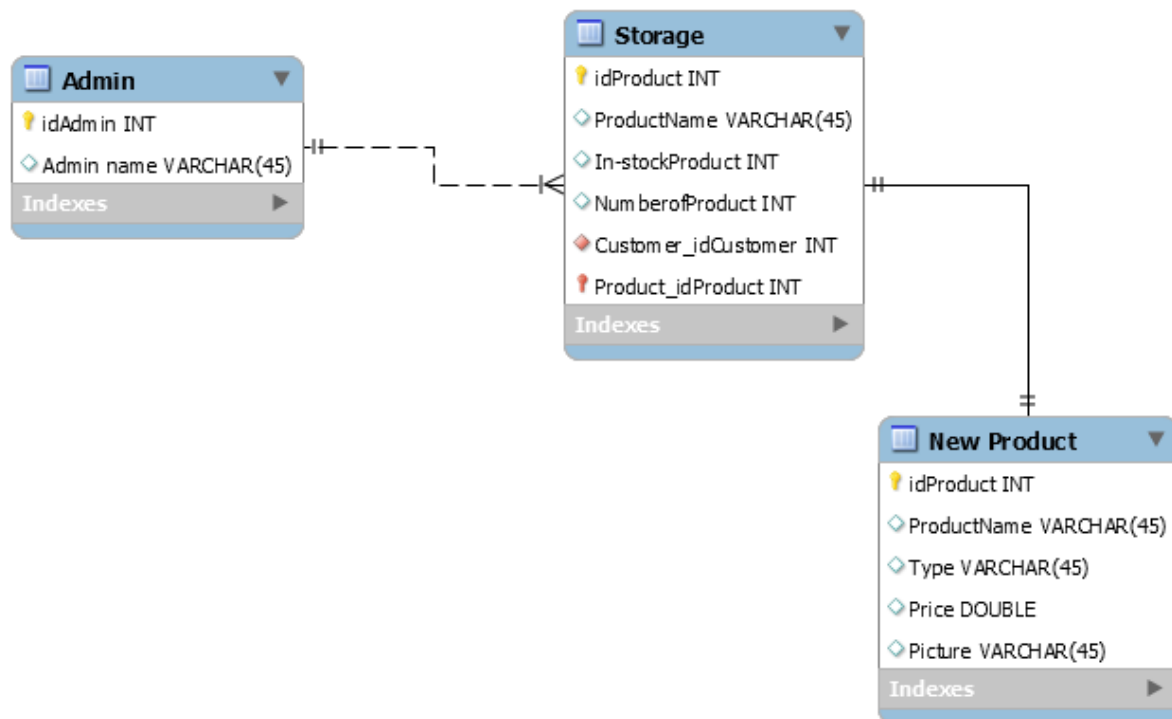 Admin
idAdmin INT
Admin name VARCHAR(45)
Indexes
Storage
idProduct INT
ProductName VARCHAR(45)
In-stockProduct INT
NumberofProduct INT
Customer_idCustomer INT
Product_idProduct INT
Indexes
New Product
idProduct INT
ProductName VARCHAR(45)
Type VARCHAR(45)
Price DOUBLE
Picture VARCHAR(45)
Indexes